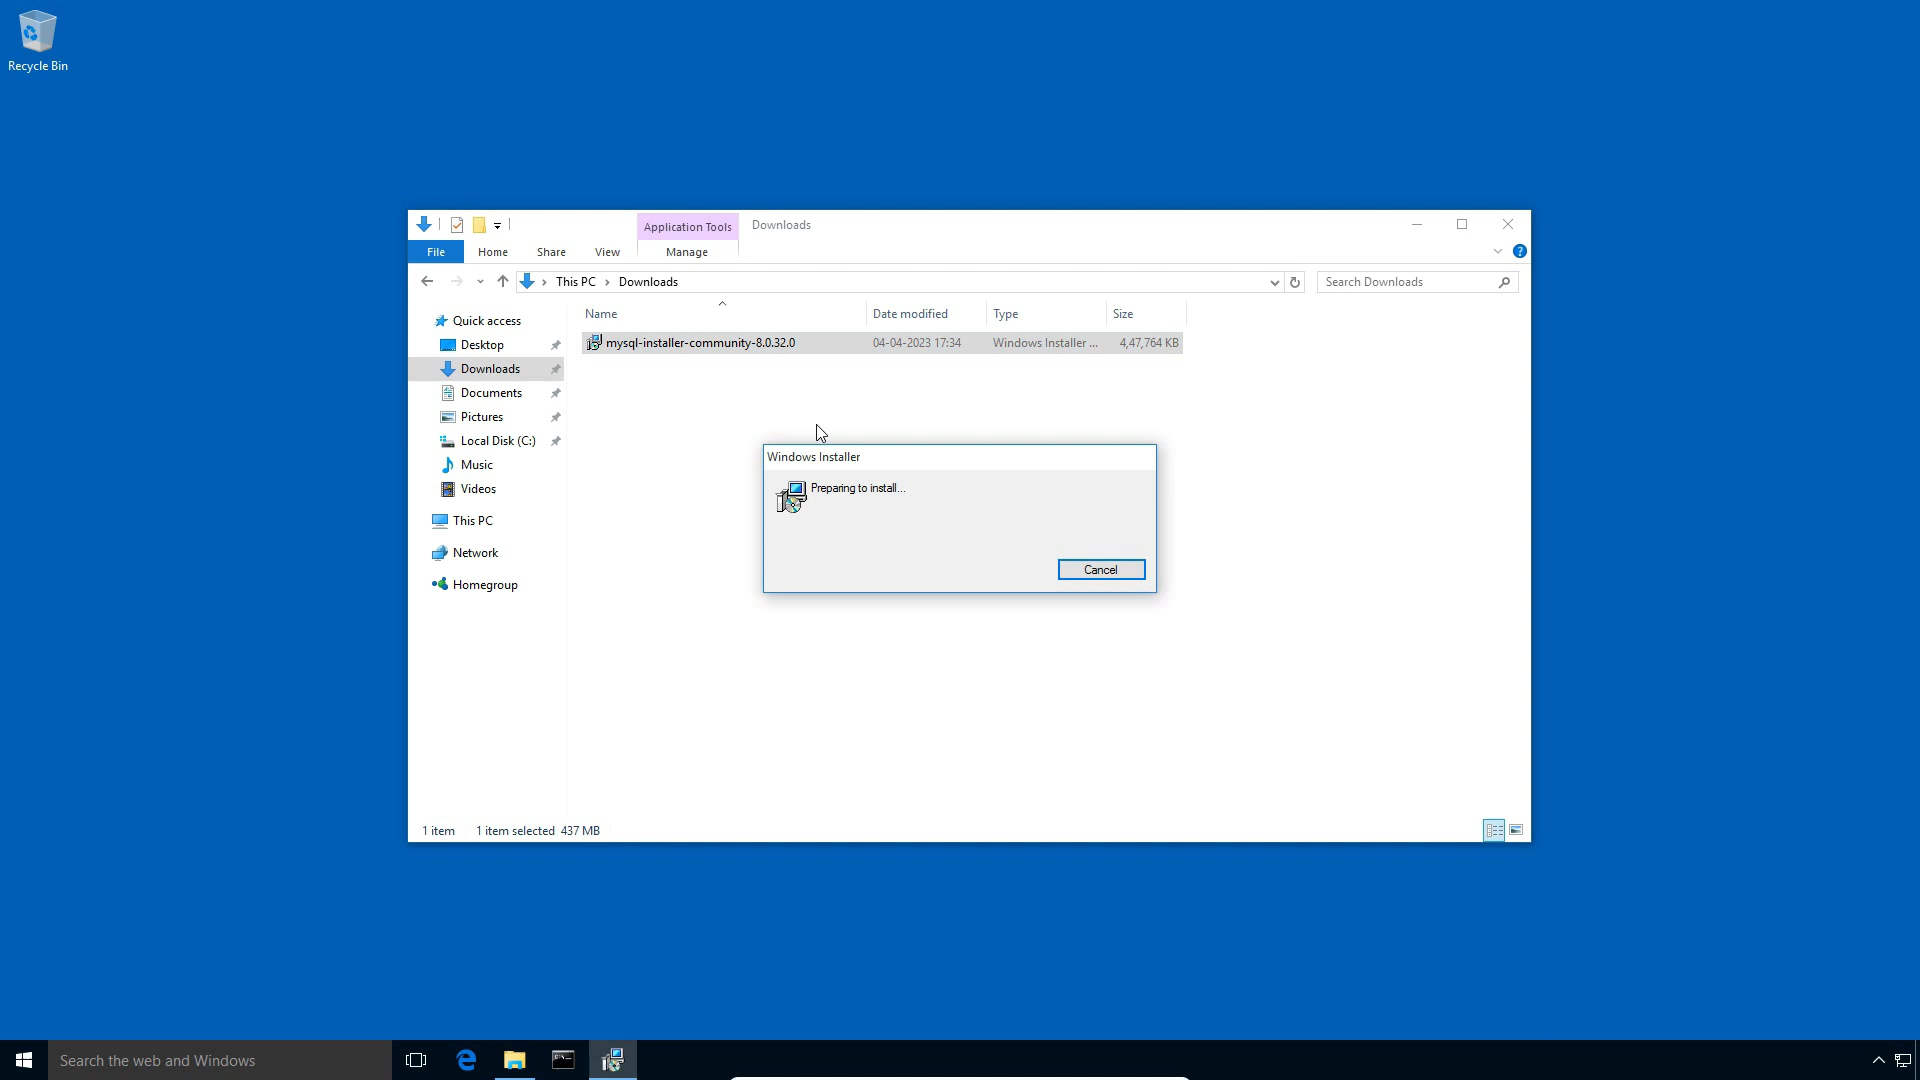 Recycle Bin
Application Tools
Downloads
File
Home
Share
View
Manage
This PC
Downloads
Search Downloads
Name
Date modified
Type
Size
mysql-installer-community-8.0.32.0
04-04-2023 17:34
Windows Installer ...
4,47,764 KB
Quick access
Desktop
Downloads
Documents
Pictures
Local Disk (C:)
Music
Videos
This PC
Network
Homegroup
Windows Installer
Preparing to install...
Cancel
1 item
1 item selected 437 MB
Search the web and Windows